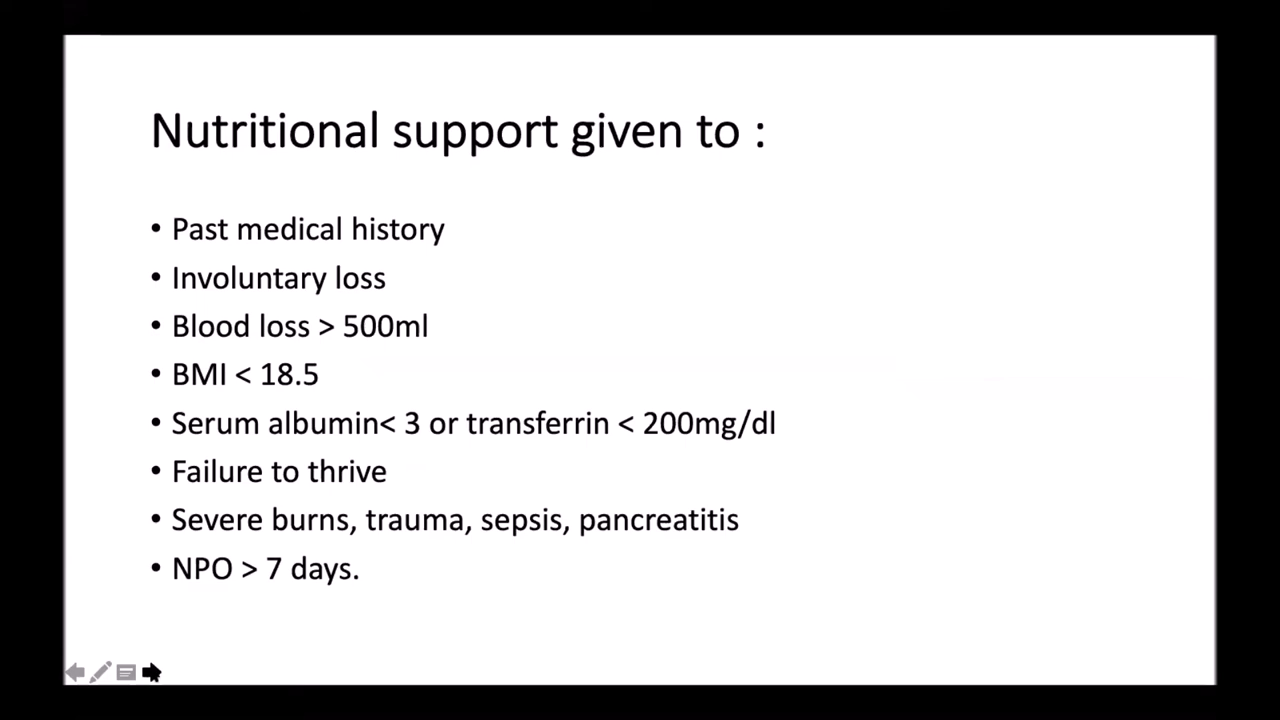 Nutritional support given to :
• Past medical history
• Involuntary loss
• Blood loss > 500ml
• BMI < 18.5
• Serum albumin< 3 or transferrin < 200mg/dl
• Failure to thrive
• Severe burns, trauma, sepsis, pancreatitis
• NPO > 7 days.